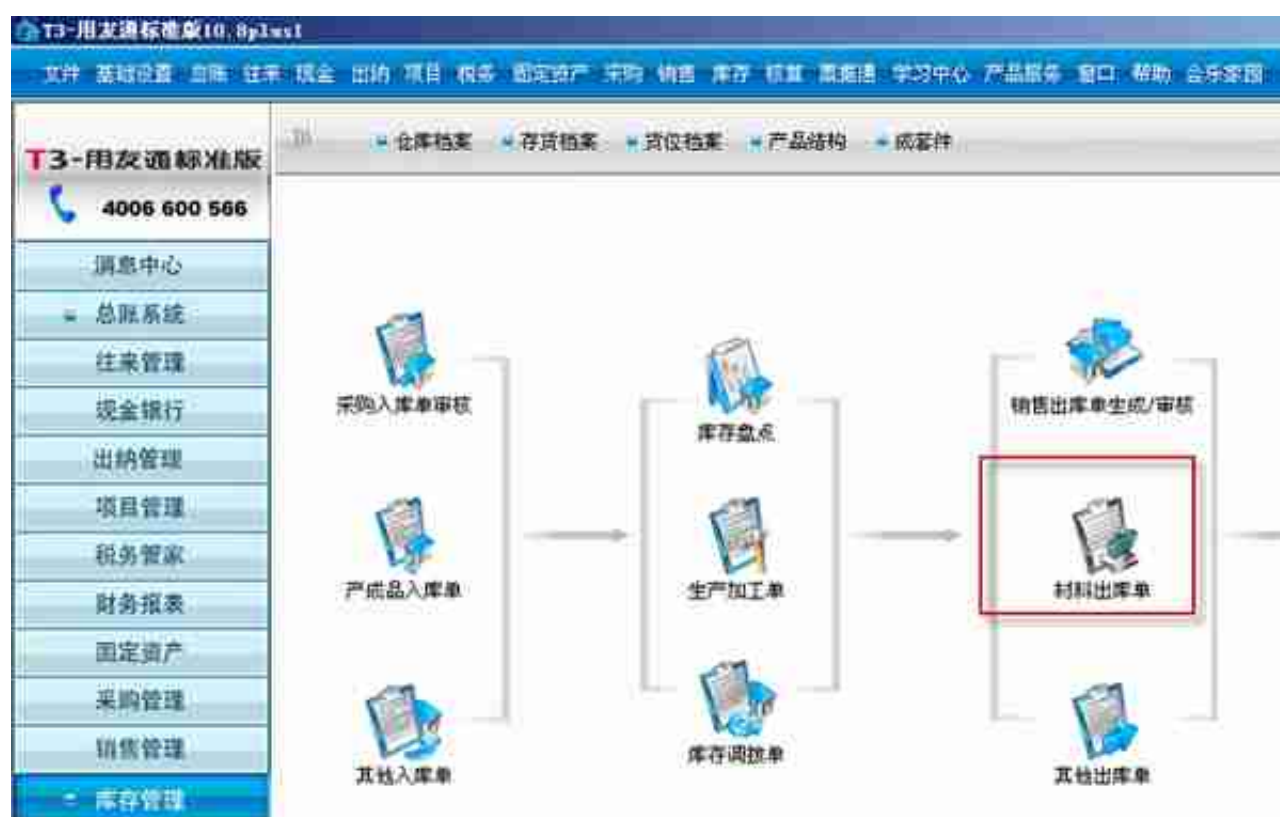 T3-用友通标准版10.8plus1
文件 基础设置 总账 往来 现金 出纳 项目 税务 固定资产 采购 销售 库存 核算 票据通 学习中心 产品服务 窗口 帮助 会乐家园
仓库档案 存货档案 货位档案 产品结构 成套件
T3-用友通标准版
4006 600 566
消息中心
总账系统
往来管理
现金银行
出纳管理
项目管理
税务管家
财务报表
固定资产
采购管理
销售管理
库存管理
采购入库单审核
库存盘点
销售出库单生成/审核
产成品入库单
生产加工单
材料出库单
其他入库单
库存调拨单
其他出库单